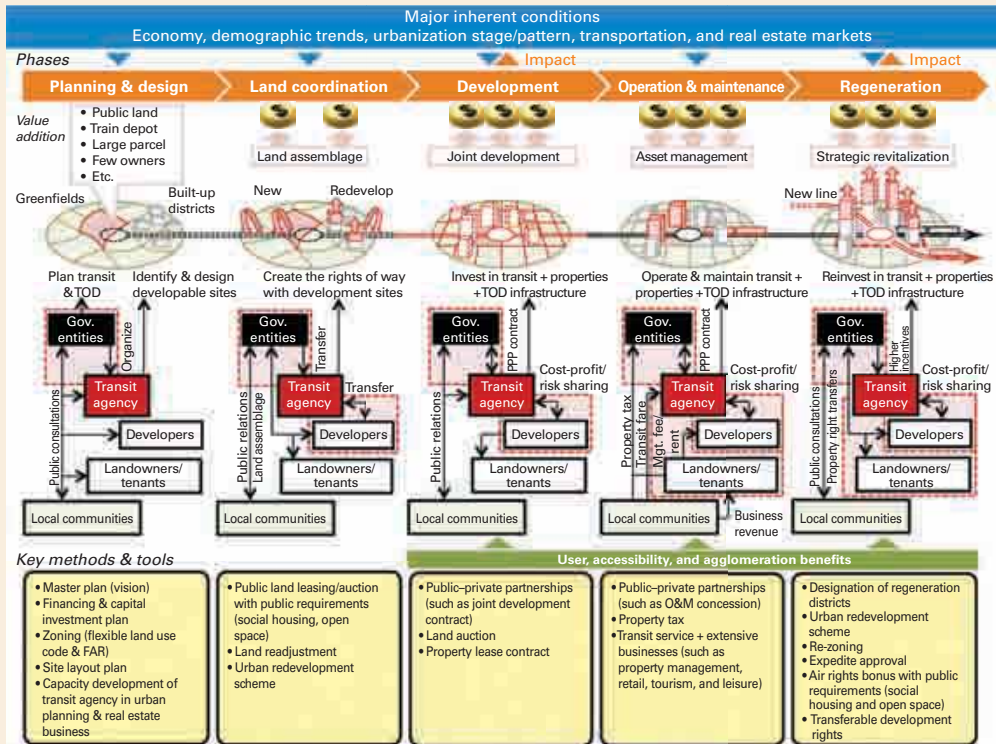 Major inherent conditions
Economy, demographic trends, urbanization stage/pattern, transportation, and real estate markets
Phases
Impact
Impact
Planning & design
Land coordination
Development
Operation & maintenance
Regeneration
Value
addition
• Public land
• Train depot
• Large parcel
• Few owners
• Etc.
Land assemblage
Joint development
Asset management
Strategic revitalization
Greenfields
Built-up
districts
New
Redevelop
New line
Plan transit
& TOD
Identify & design
developable sites
Create the rights of way
with development sites
Invest in transit + properties
+TOD infrastructure
Operate & maintain transit +
properties +TOD infrastructure
Reinvest in transit + properties
+TOD infrastructure
Gov.
entities
Organize
Transit
agency
Public consultations
Developers
Landowners/
tenants
Local communities
Gov.
entities
Transfer
Transit
agency
Transfer
Public relations
Land assemblage
Developers
Landowners/
tenants
Local communities
Gov.
entities
PPP contract
Transit
agency
Cost-profit/
risk sharing
Public relations
Developers
Landowners/
tenants
Local communities
Gov.
entities
PPP contract
Transit
agency
Cost-profit/
risk sharing
Property tax
Transit fare
Mgt. fee/
rent
Developers
Landowners/
tenants
Local communities
Business
revenue
Gov.
entities
Higher
incentives
Transit
agency
Cost-profit/
risk sharing
Public consultations
Property right transfers
Developers
Landowners/
tenants
Local communities
Key methods & tools
User, accessibility, and agglomeration benefits
• Master plan (vision)
• Financing & capital
investment plan
• Zoning (flexible land use
code & FAR)
• Site layout plan
• Capacity development of
transit agency in urban
planning & real estate
business
• Public land leasing/auction
with public requirements
(social housing, open
space)
• Land readjustment
• Urban redevelopment
scheme
• Public–private partnerships
(such as joint development
contract)
• Land auction
• Property lease contract
• Public–private partnerships
(such as O&M concession)
• Property tax
• Transit service + extensive
businesses (such as
property management,
retail, tourism, and leisure)
• Designation of regeneration
districts
• Urban redevelopment
scheme
• Re-zoning
• Expedite approval
• Air rights bonus with public
requirements (social
housing and open space)
• Transferable development
rights